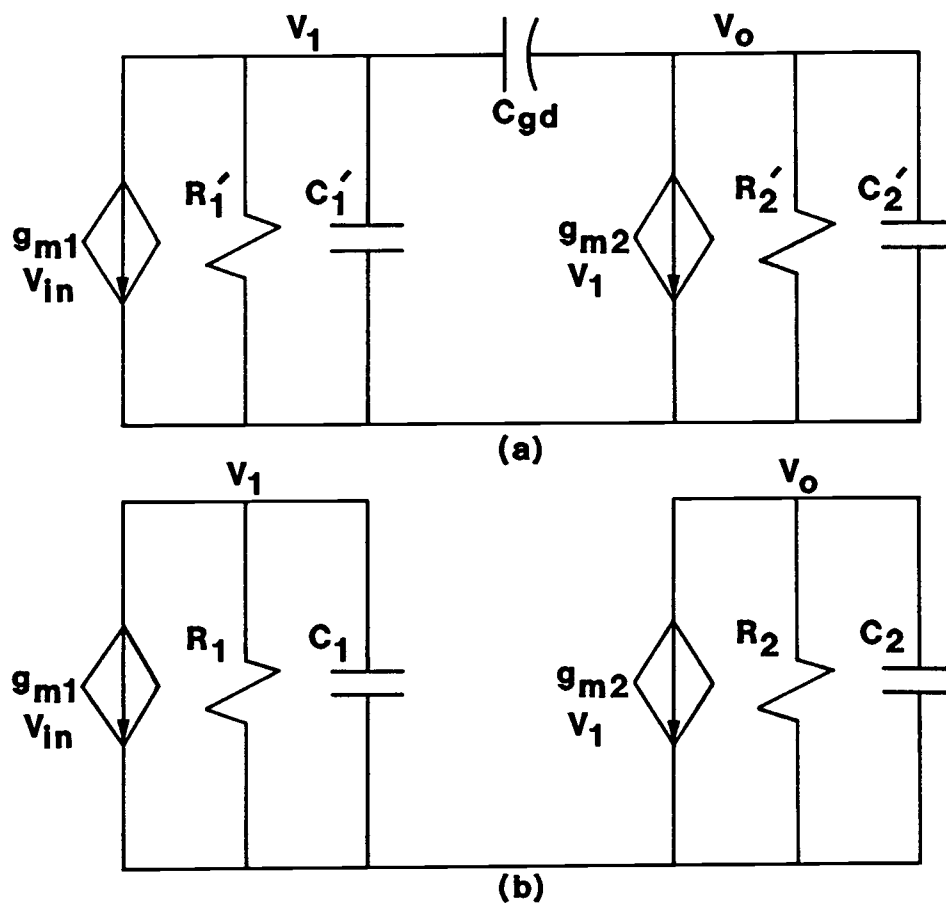 V1 Vo
Cgd
R1′ C1′ R2′ C2′
gm1 gm2
Vin V1
(a)
V1 Vo
R1 C1 R2 C2
gm1 gm2
Vin V1
(b)